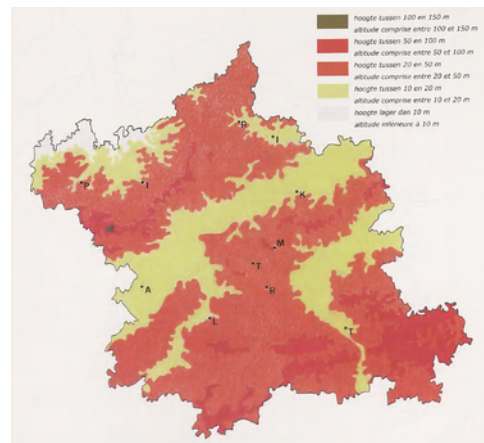 hoogte tussen 100 en 150 m
altitude comprise entre 100 et 150 m
hoogte tussen 50 en 100 m
altitude comprise entre 50 et 100 m
hoogte tussen 20 en 50 m
altitude comprise entre 20 et 50 m
hoogte tussen 10 en 20 m
altitude comprise entre 10 et 20 m
hoogte lager dan 10 m
altitude inférieure à 10 m
R
I
P
I
K
M
T
A
R
L
T